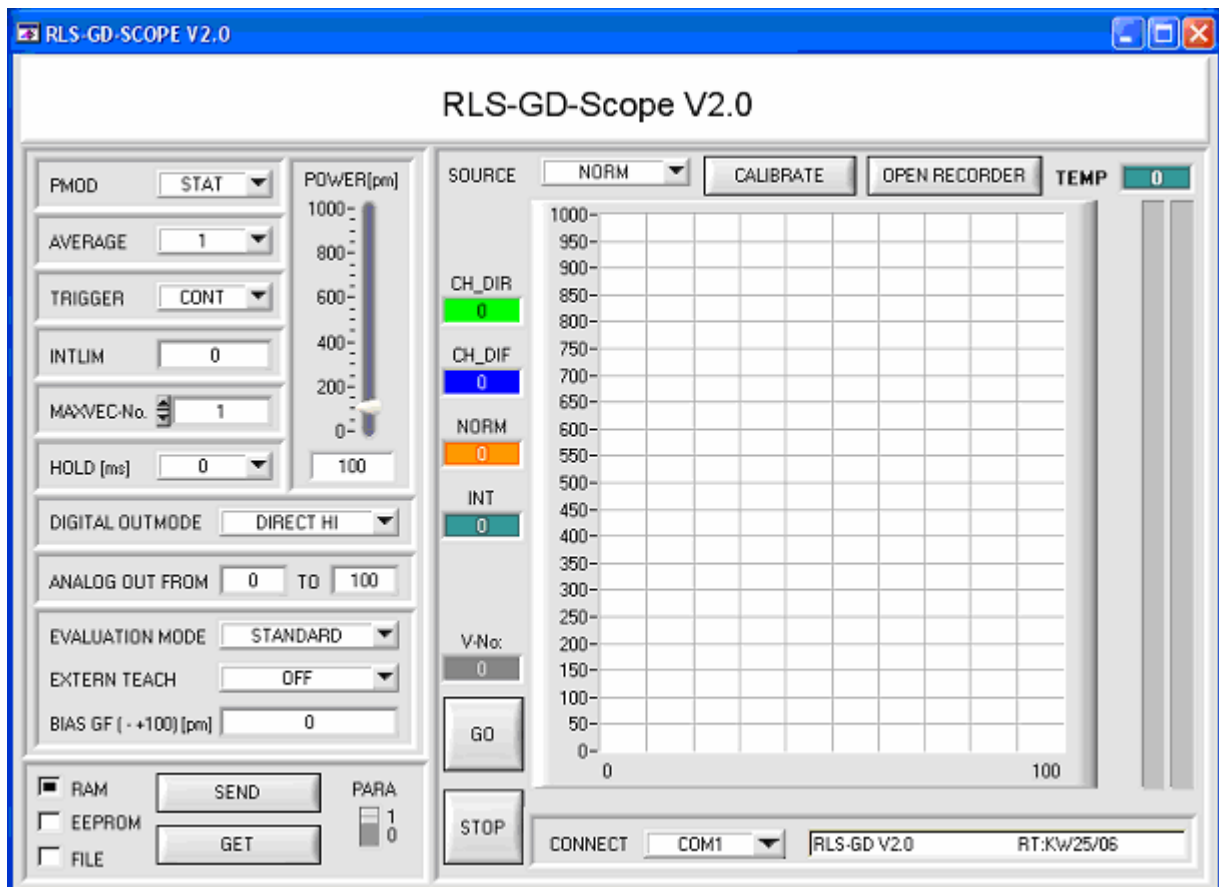 RLS-GD-SCOPE V2.0
RLS-GD-Scope V2.0
PMOD STAT
AVERAGE 1
TRIGGER CONT
INTLIM 0
MAXVEC-No. 1
HOLD [ms] 0
POWER[pm]
1000
800
600
400
200
0
100
DIGITAL OUTMODE DIRECT HI
ANALOG OUT FROM 0 TO 100
EVALUATION MODE STANDARD
EXTERN TEACH OFF
BIAS GF ( - +100) [pm] 0
RAM
EEPROM
FILE
SEND
GET
PARA
1
0
SOURCE NORM CALIBRATE OPEN RECORDER TEMP 0
CH_DIR
0
CH_DIF
0
NORM
0
INT
0
V-No:
0
GO
STOP
1000
950
900
850
800
750
700
650
600
550
500
450
400
350
300
250
200
150
100
50
0
0 100
CONNECT COM1 RLS-GD V2.0 RT:KW25/06